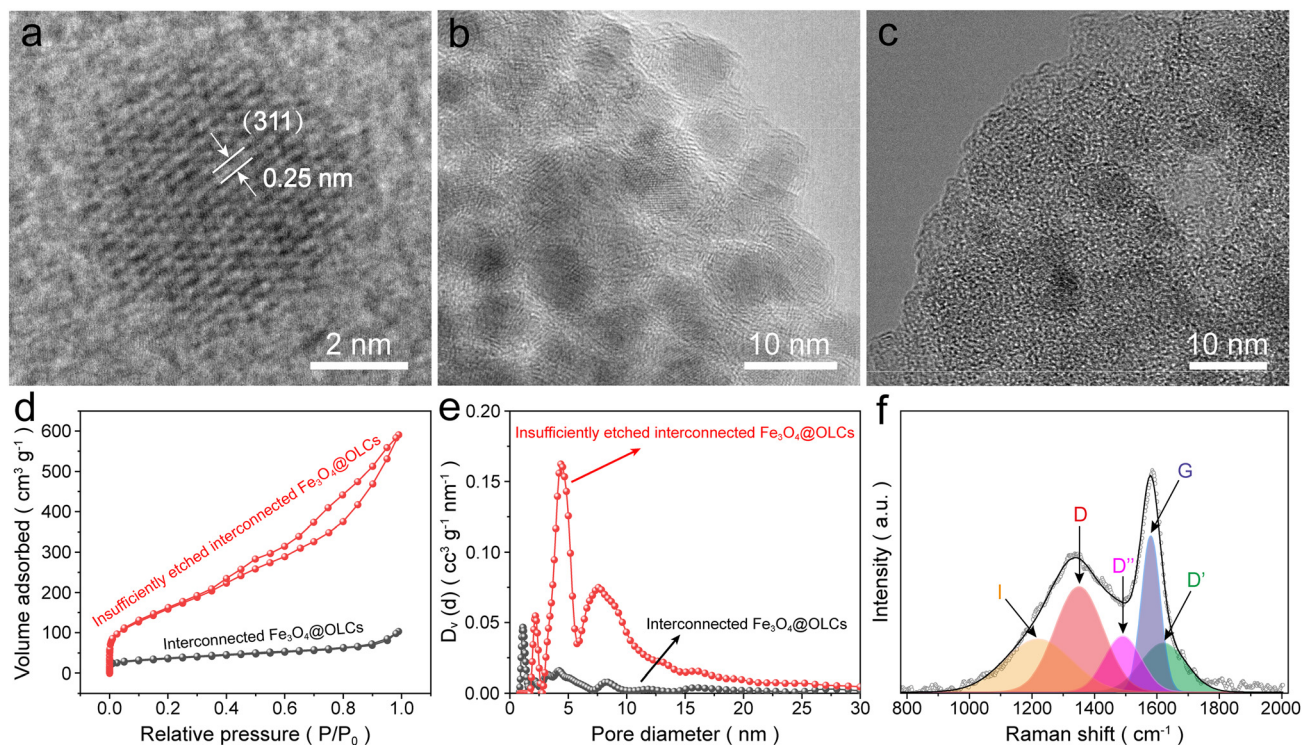 a
(311)
0.25 nm
2 nm
b
10 nm
c
10 nm
d
Volume adsorbed ( cm³ g⁻¹ )
600
500
400
300
200
100
0
Insufficiently etched interconnected Fe₃O₄@OLCs
Interconnected Fe₃O₄@OLCs
0.0 0.2 0.4 0.6 0.8 1.0
Relative pressure ( P/P₀ )
e
Dᵥ (d) ( cc³ g⁻¹ nm⁻¹ )
0.20
0.15
0.10
0.05
0.00
Insufficiently etched interconnected Fe₃O₄@OLCs
Interconnected Fe₃O₄@OLCs
0 5 10 15 20 25 30
Pore diameter ( nm )
f
Intensity ( a.u. )
G
D
D''
D'
I
800 1000 1200 1400 1600 1800 2000
Raman shift ( cm⁻¹ )